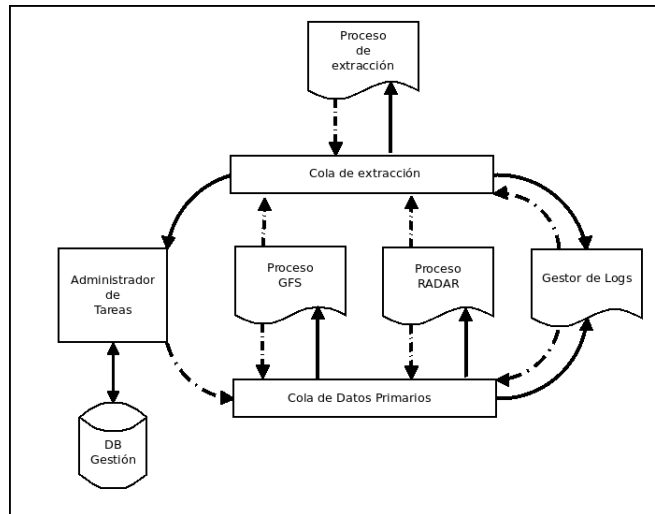 Proceso
de
extracción
Cola de extracción
Administrador
de
Tareas
Proceso
GFS
Proceso
RADAR
Gestor de Logs
Cola de Datos Primarios
DB
Gestión